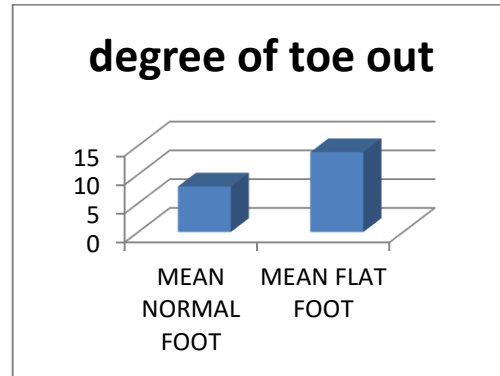 degree of toe out
15
10
5
0
MEAN NORMAL FOOT
MEAN FLAT FOOT